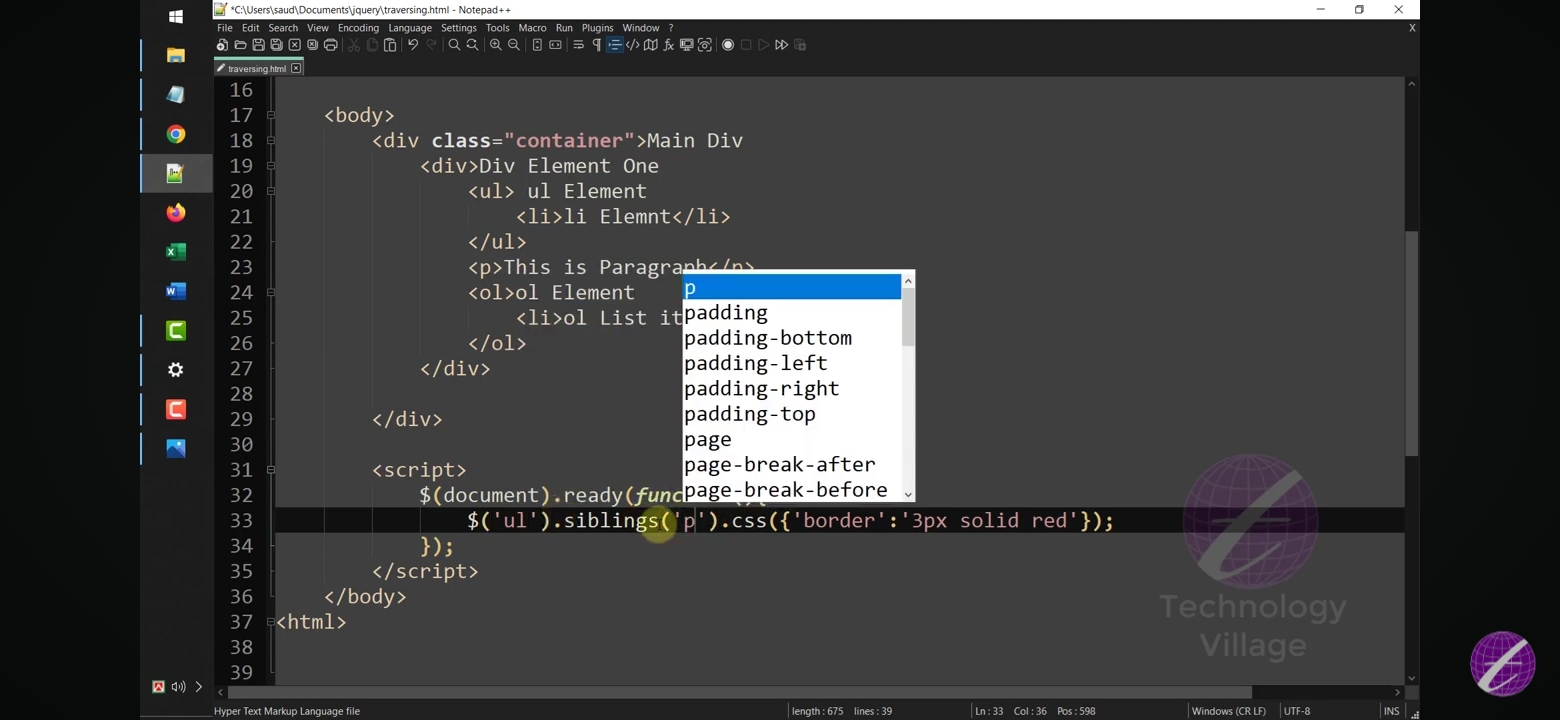 *C:\Users\saud\Documents\jquery\traversing.html - Notepad++
File Edit Search View Encoding Language Settings Tools Macro Run Plugins Window ? X
traversing.html
16
17 <body>
18 <div class="container">Main Div
19 <div>Div Element One
20 <ul> ul Element
21 <li>li Elemnt</li>
22 </ul>
23 <p>This is Paragraph</p>
24 <ol>ol Element
25 <li>ol List it
26 </ol>
27 </div>
28
29 </div>
30
31 <script>
32 $(document).ready(func
33 $('ul').siblings('p').css({'border':'3px solid red'});
34 });
35 </script>
36 </body>
37 <html>
38
39
p
padding
padding-bottom
padding-left
padding-right
padding-top
page
page-break-after
page-break-before
Technology
Village
Hyper Text Markup Language file length : 675 lines : 39 Ln : 33 Col : 36 Pos : 598 Windows (CR LF) UTF-8 INS